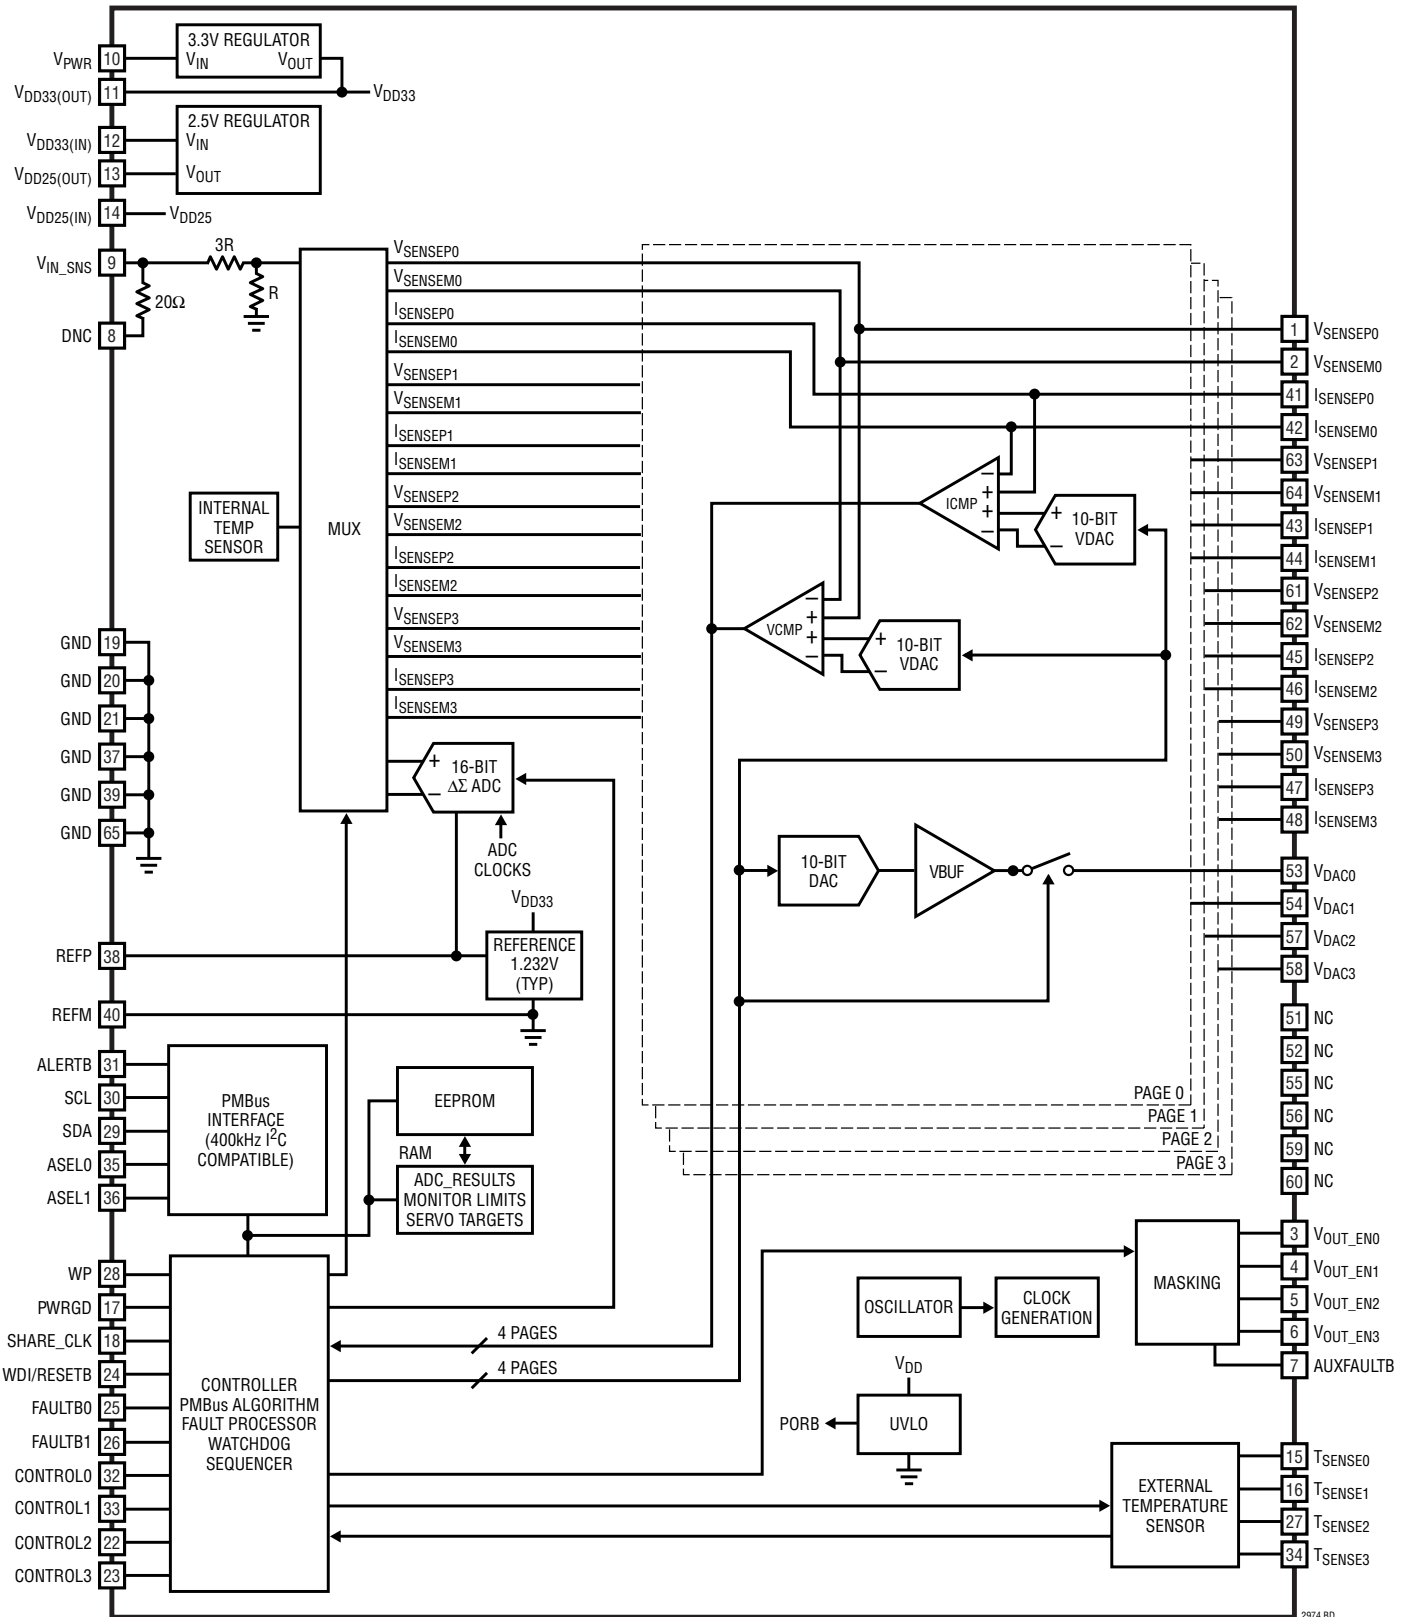 3.3V REGULATOR
VIN VOUT
VPWR 10
VDD33(OUT) 11
VDD33
2.5V REGULATOR
VIN
VOUT
VDD33(IN) 12
VDD25(OUT) 13
VDD25(IN) 14
VDD25
VIN_SNS 9
3R
R
20Ω
DNC 8
INTERNAL
TEMP
SENSOR
MUX
VSENSEP0
VSENSEM0
ISENSEP0
ISENSEM0
VSENSEP1
VSENSEM1
ISENSEP1
ISENSEM1
VSENSEP2
VSENSEM2
ISENSEP2
ISENSEM2
VSENSEP3
VSENSEM3
ISENSEP3
ISENSEM3
GND 19
GND 20
GND 21
GND 37
GND 39
GND 65
+
−
16-BIT
ΔΣ ADC
ADC
CLOCKS
VDD33
REFERENCE
1.232V
(TYP)
REFP 38
REFM 40
−
+
+
−
ICMP
+
−
10-BIT
VDAC
−
+
+
−
VCMP
+
−
10-BIT
VDAC
10-BIT
DAC
VBUF
PAGE 0
PAGE 1
PAGE 2
PAGE 3
1 VSENSEP0
2 VSENSEM0
41 ISENSEP0
42 ISENSEM0
63 VSENSEP1
64 VSENSEM1
43 ISENSEP1
44 ISENSEM1
61 VSENSEP2
62 VSENSEM2
45 ISENSEP2
46 ISENSEM2
49 VSENSEP3
50 VSENSEM3
47 ISENSEP3
48 ISENSEM3
53 VDAC0
54 VDAC1
57 VDAC2
58 VDAC3
51 NC
52 NC
55 NC
56 NC
59 NC
60 NC
ALERTB 31
SCL 30
SDA 29
ASEL0 35
ASEL1 36
PMBus
INTERFACE
(400kHz I2C
COMPATIBLE)
EEPROM
RAM
ADC_RESULTS
MONITOR LIMITS
SERVO TARGETS
WP 28
PWRGD 17
SHARE_CLK 18
WDI/RESETB 24
FAULTB0 25
FAULTB1 26
CONTROL0 32
CONTROL1 33
CONTROL2 22
CONTROL3 23
CONTROLLER
PMBus ALGORITHM
FAULT PROCESSOR
WATCHDOG
SEQUENCER
4 PAGES
4 PAGES
OSCILLATOR
CLOCK
GENERATION
VDD
PORB
UVLO
MASKING
3 VOUT_EN0
4 VOUT_EN1
5 VOUT_EN2
6 VOUT_EN3
7 AUXFAULTB
EXTERNAL
TEMPERATURE
SENSOR
15 TSENSE0
16 TSENSE1
27 TSENSE2
34 TSENSE3
2974 BD